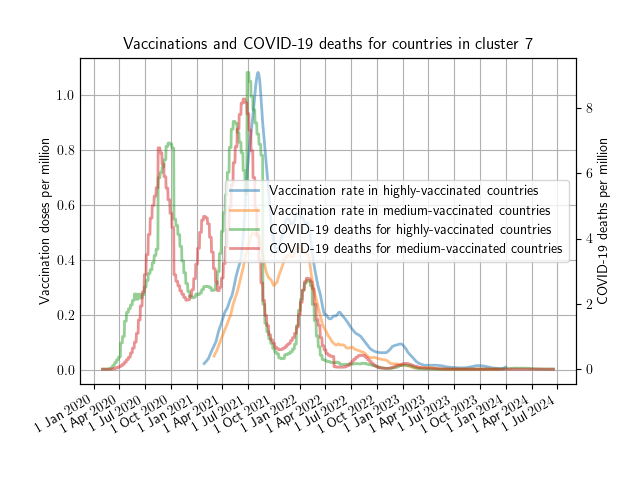 Vaccinations and COVID-19 deaths for countries in cluster 7
Vaccination doses per million
1.0
0.8
0.6
0.4
0.2
0.0
Vaccination rate in highly-vaccinated countries
Vaccination rate in medium-vaccinated countries
COVID-19 deaths for highly-vaccinated countries
COVID-19 deaths for medium-vaccinated countries
8
6
4
2
0
COVID-19 deaths per million
1 Jan 2020
1 Apr 2020
1 Jul 2020
1 Oct 2020
1 Jan 2021
1 Apr 2021
1 Jul 2021
1 Oct 2021
1 Jan 2022
1 Apr 2022
1 Jul 2022
1 Oct 2022
1 Jan 2023
1 Apr 2023
1 Jul 2023
1 Oct 2023
1 Jan 2024
1 Apr 2024
1 Jul 2024